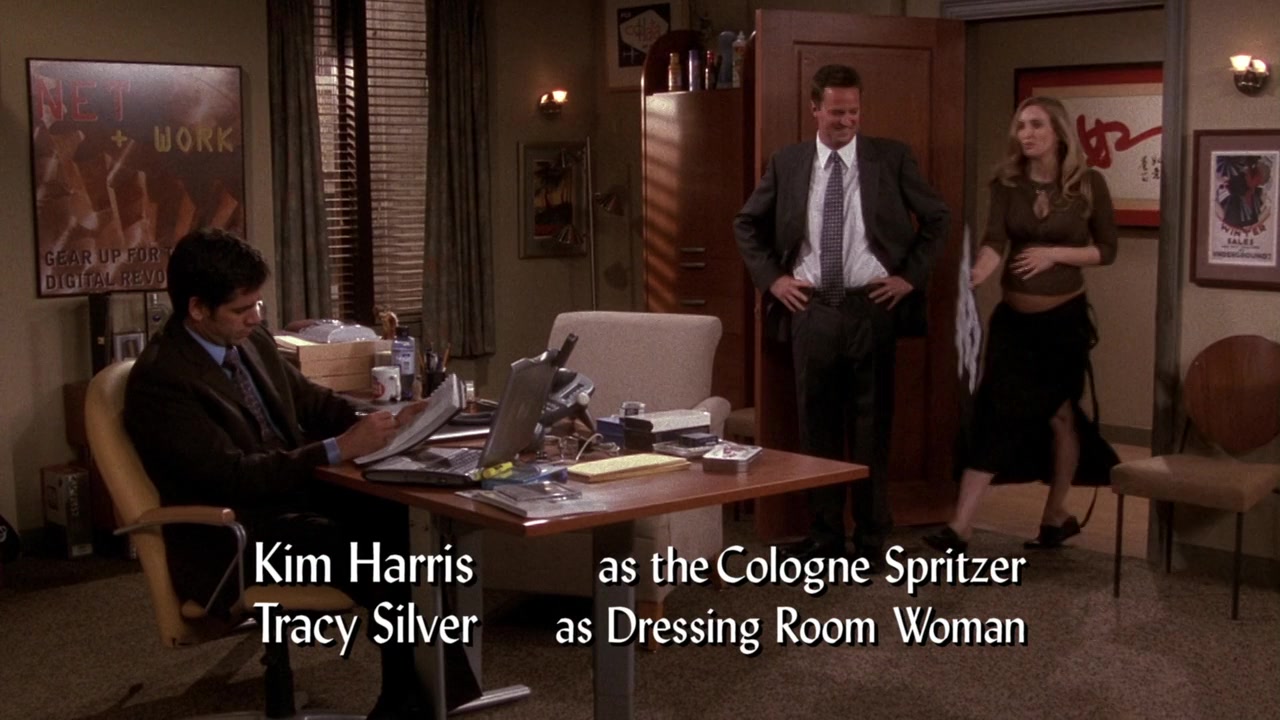 NET
+ WORK
GEAR UP FOR
DIGITAL REVO
WINTER
SALES
UNDERGROUND
Kim Harris as the Cologne Spritzer
Tracy Silver as Dressing Room Woman